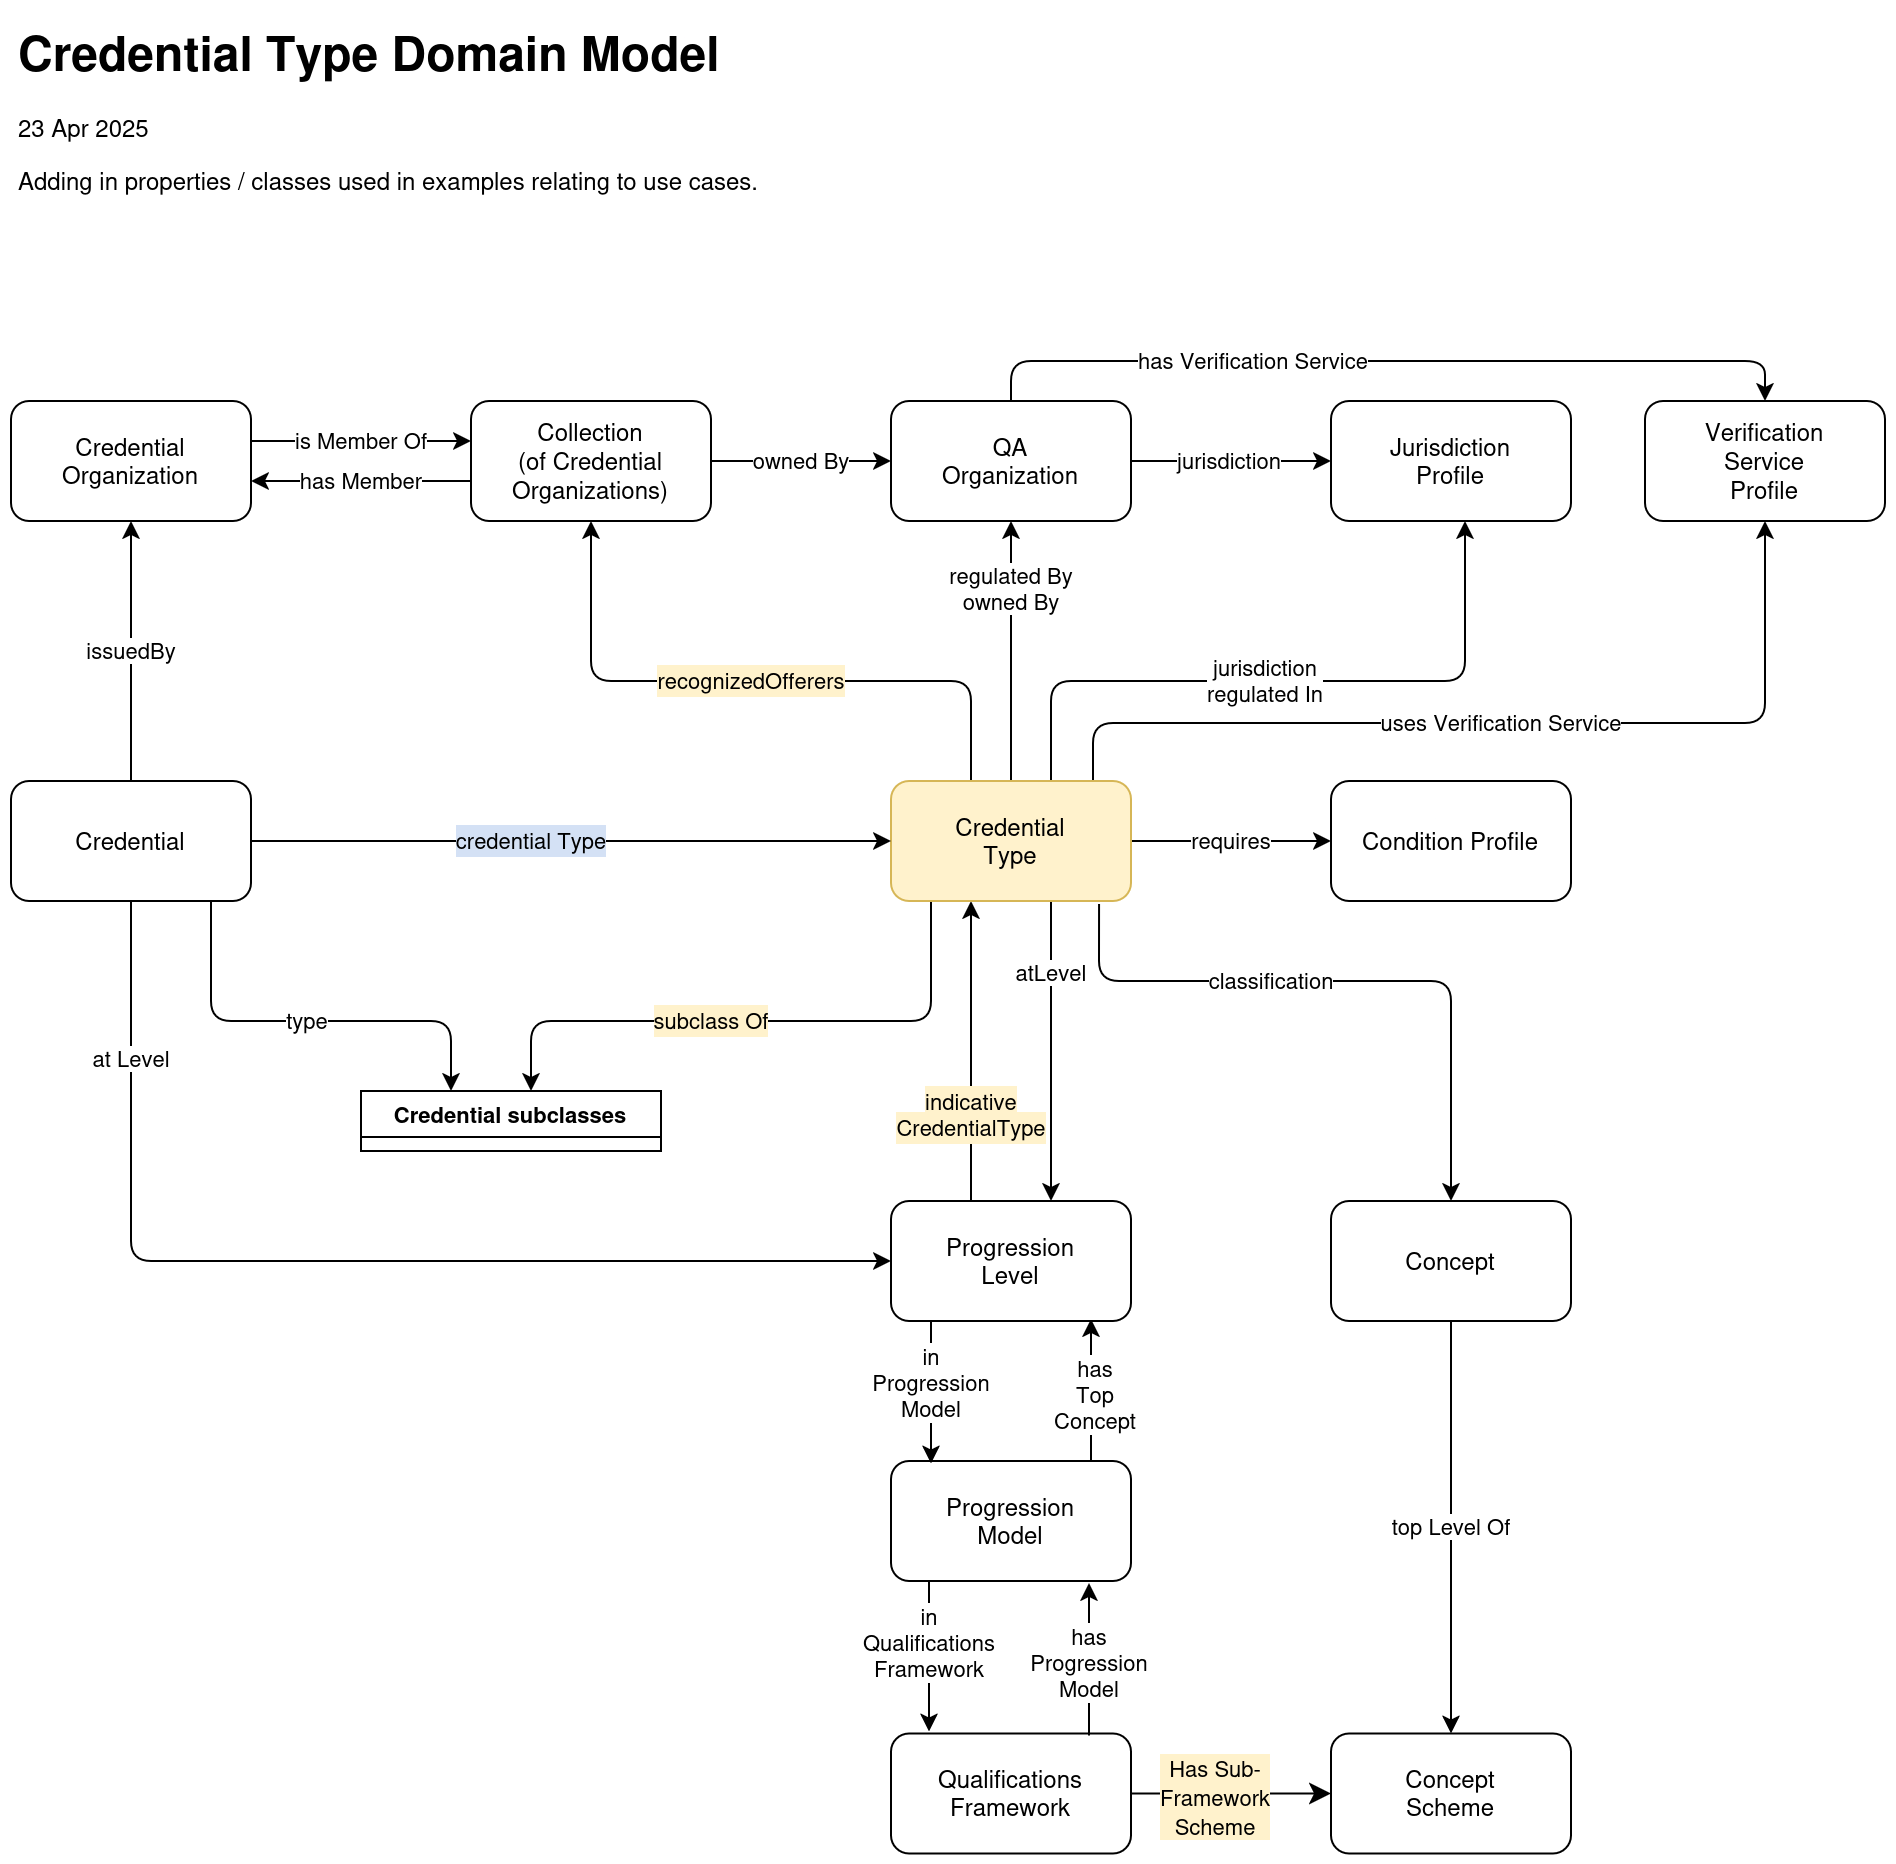 Credential Type Domain Model
23 Apr 2025
Adding in properties / classes used in examples relating to use cases.
has Verification Service
Credential
Organization
is Member Of
has Member
Collection
(of Credential
Organizations)
owned By
QA
Organization
jurisdiction
Jurisdiction
Profile
Verification
Service
Profile
regulated By
owned By
issuedBy
recognizedOfferers
jurisdiction
regulated In
uses Verification Service
Credential
credential Type
Credential
Type
requires
Condition Profile
atLevel
classification
type
subclass Of
at Level
Credential subclasses
indicative
CredentialType
Progression
Level
Concept
in
Progression
Model
has
Top
Concept
Progression
Model
top Level Of
in
Qualifications
Framework
has
Progression
Model
Qualifications
Framework
Has Sub-
Framework
Scheme
Concept
Scheme